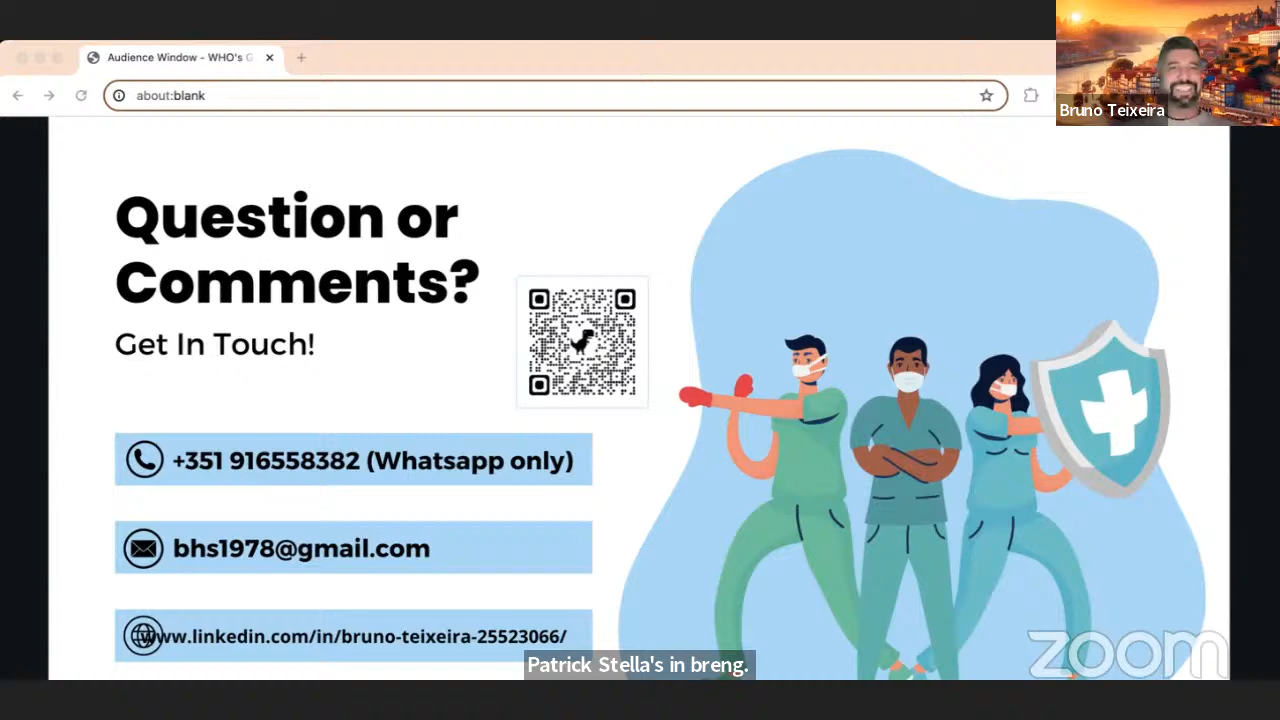 Audience Window - WHO's G
about:blank
Bruno Teixeira
Question or
Comments?
Get In Touch!
+351 916558382 (Whatsapp only)
bhs1978@gmail.com
www.linkedin.com/in/bruno-teixeira-25523066/
Patrick Stella's in breng.
zoom